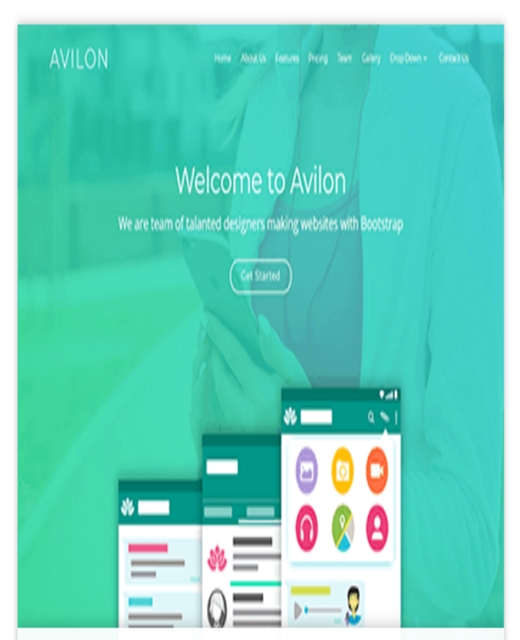 AVILON
Home About Us Features Pricing Team Gallery Drop Down Contact Us
Welcome to Avilon
We are team of talanted designers making websites with Bootstrap
Get Started